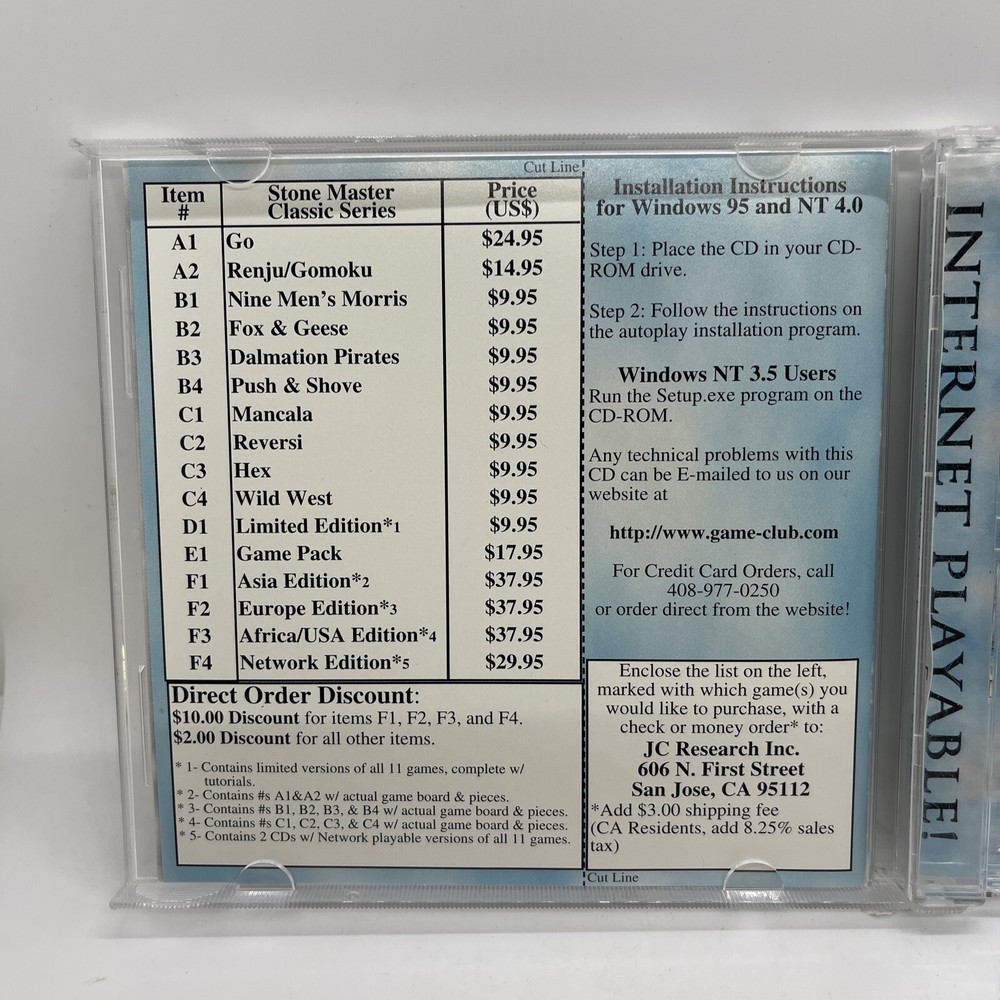 Cut Line
Item # Stone Master Classic Series Price (US$)
A1 Go $24.95
A2 Renju/Gomoku $14.95
B1 Nine Men's Morris $9.95
B2 Fox & Geese $9.95
B3 Dalmation Pirates $9.95
B4 Push & Shove $9.95
C1 Mancala $9.95
C2 Reversi $9.95
C3 Hex $9.95
C4 Wild West $9.95
D1 Limited Edition*1 $9.95
E1 Game Pack $17.95
F1 Asia Edition*2 $37.95
F2 Europe Edition*3 $37.95
F3 Africa/USA Edition*4 $37.95
F4 Network Edition*5 $29.95
Direct Order Discount:
$10.00 Discount for items F1, F2, F3, and F4.
$2.00 Discount for all other items.
* 1- Contains limited versions of all 11 games, complete w/
tutorials.
* 2- Contains #s A1&A2 w/ actual game board & pieces.
* 3- Contains #s B1, B2, B3, & B4 w/ actual game board & pieces.
* 4- Contains #s C1, C2, C3, & C4 w/ actual game board & pieces.
* 5- Contains 2 CDs w/ Network playable versions of all 11 games.
Installation Instructions
for Windows 95 and NT 4.0
Step 1: Place the CD in your CD-
ROM drive.
Step 2: Follow the instructions on
the autoplay installation program.
Windows NT 3.5 Users
Run the Setup.exe program on the
CD-ROM.
Any technical problems with this
CD can be E-mailed to us on our
website at
http://www.game-club.com
For Credit Card Orders, call
408-977-0250
or order direct from the website!
Enclose the list on the left,
marked with which game(s) you
would like to purchase, with a
check or money order* to:
JC Research Inc.
606 N. First Street
San Jose, CA 95112
*Add $3.00 shipping fee
(CA Residents, add 8.25% sales
tax)
Cut Line
INTERNET PLAYABLE!